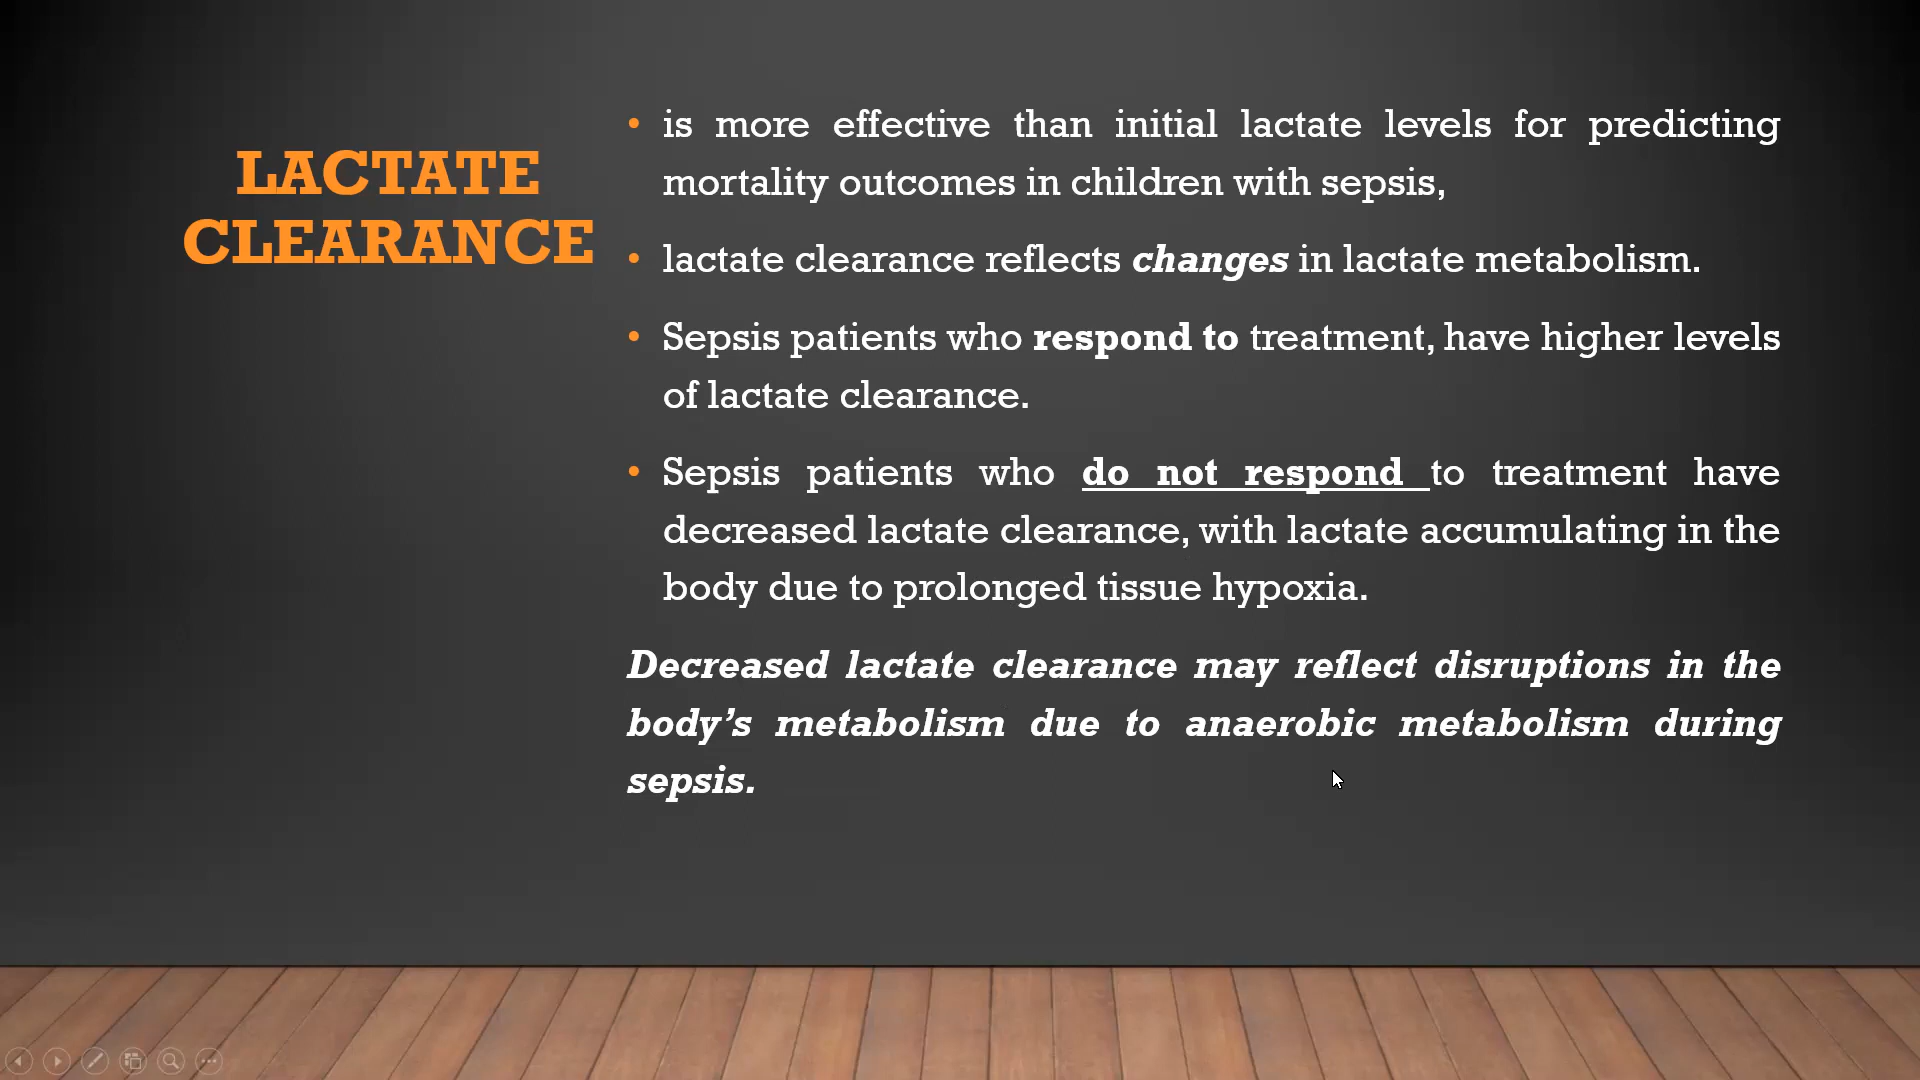 LACTATE
CLEARANCE
• is more effective than initial lactate levels for predicting
mortality outcomes in children with sepsis,
• lactate clearance reflects changes in lactate metabolism.
• Sepsis patients who respond to treatment, have higher levels
of lactate clearance.
• Sepsis patients who do not respond to treatment have
decreased lactate clearance, with lactate accumulating in the
body due to prolonged tissue hypoxia.
Decreased lactate clearance may reflect disruptions in the
body’s metabolism due to anaerobic metabolism during
sepsis.